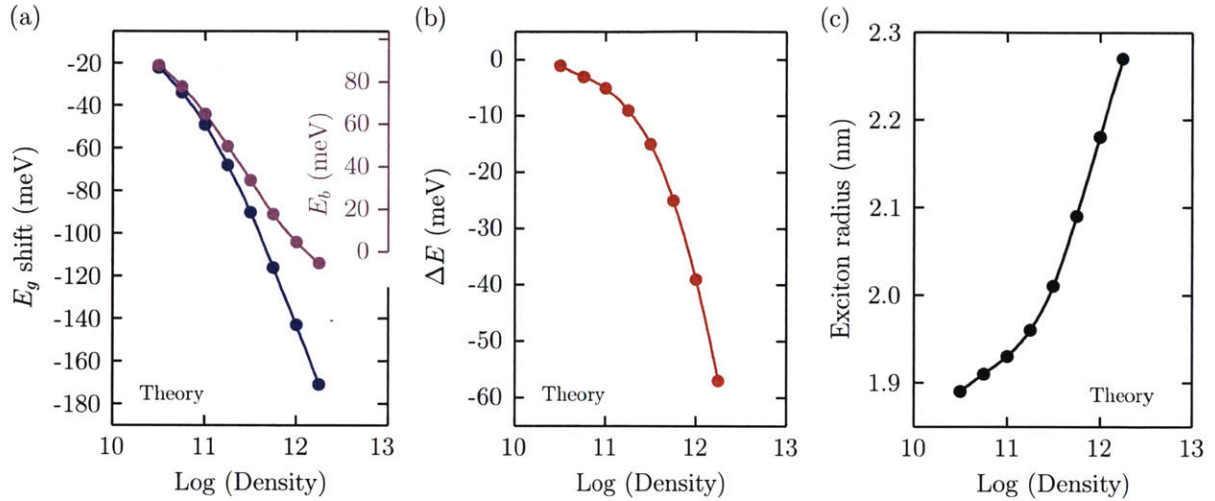 (a)
E_g shift (meV)
-20
-40
-60
-80
-100
-120
-140
-160
-180
10
11
12
13
Log (Density)
80
60
40
20
0
E_b (meV)
Theory
(b)
ΔE (meV)
0
-10
-20
-30
-40
-50
-60
10
11
12
13
Log (Density)
Theory
(c)
Exciton radius (nm)
2.3
2.2
2.1
2.0
1.9
10
11
12
13
Log (Density)
Theory